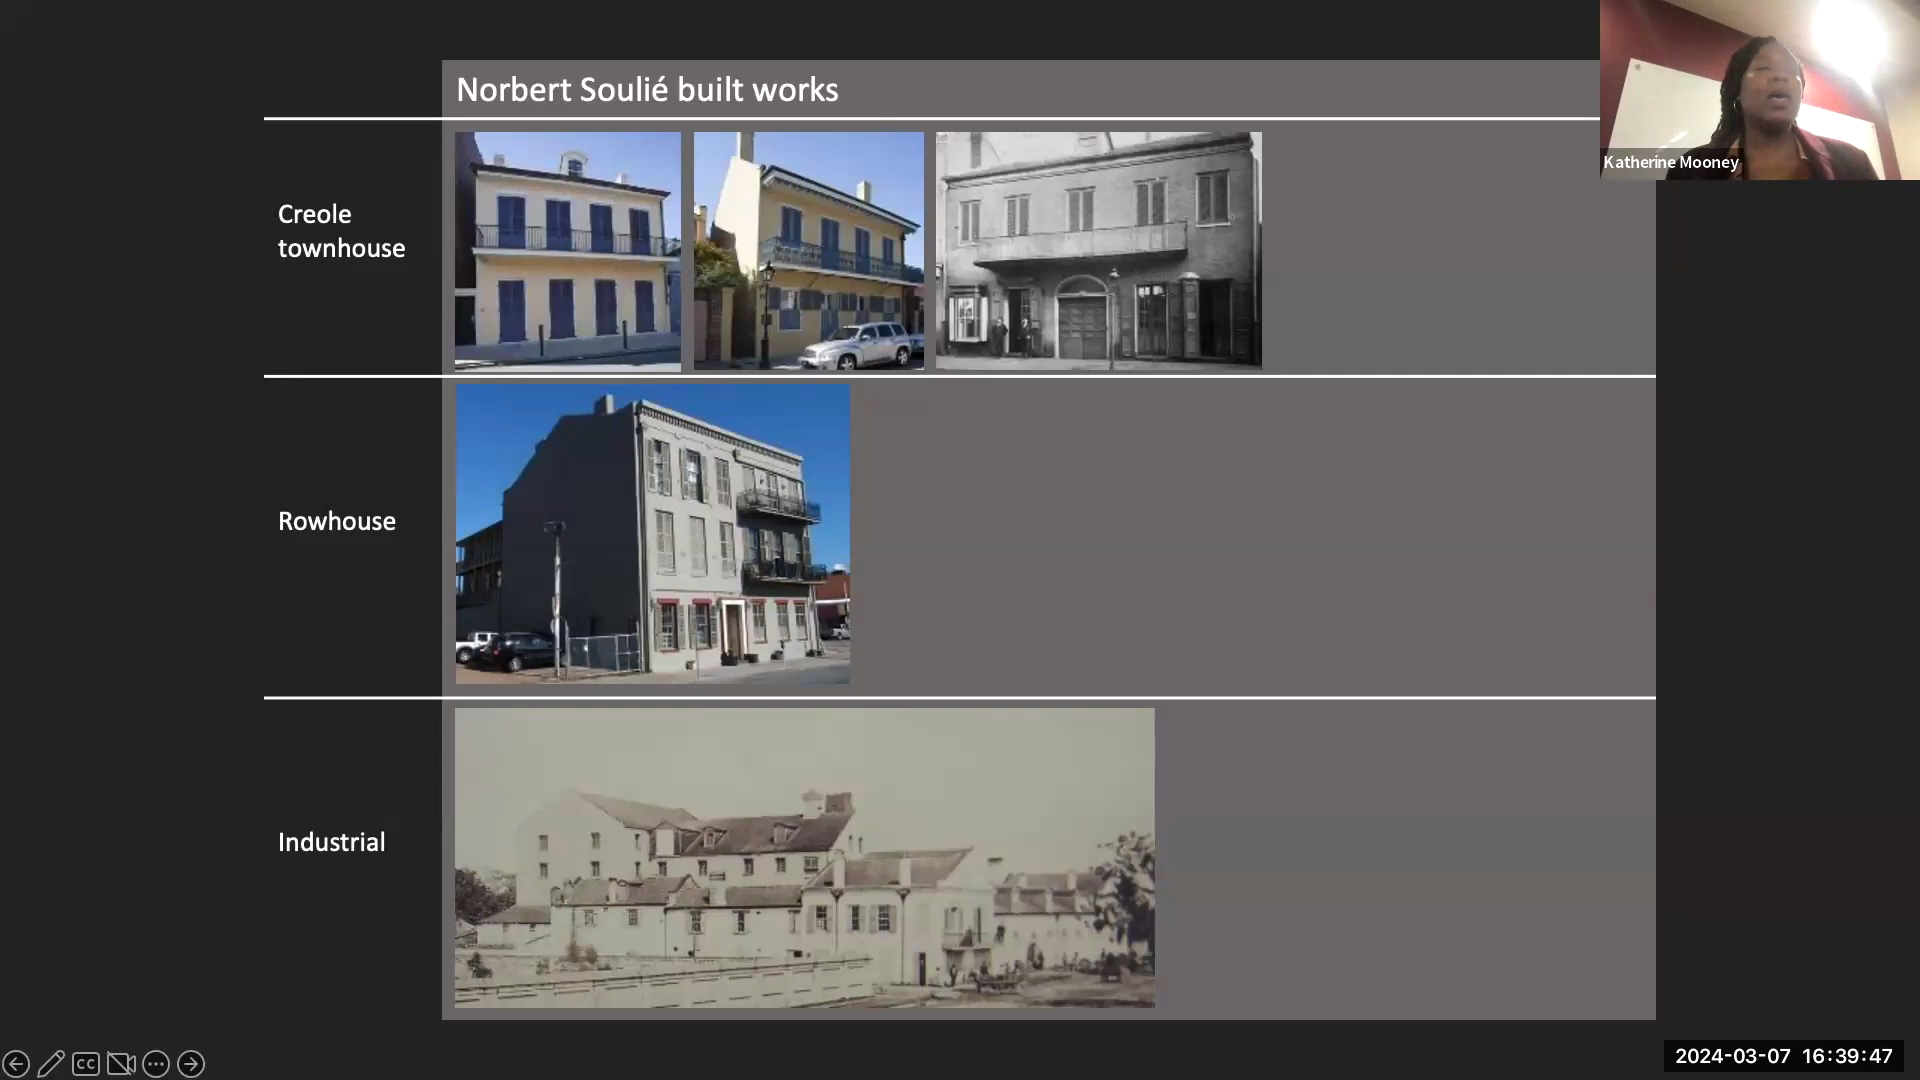 Norbert Soulié built works
Katherine Mooney
Creole
townhouse
Rowhouse
Industrial
CC
2024-03-07 16:39:47